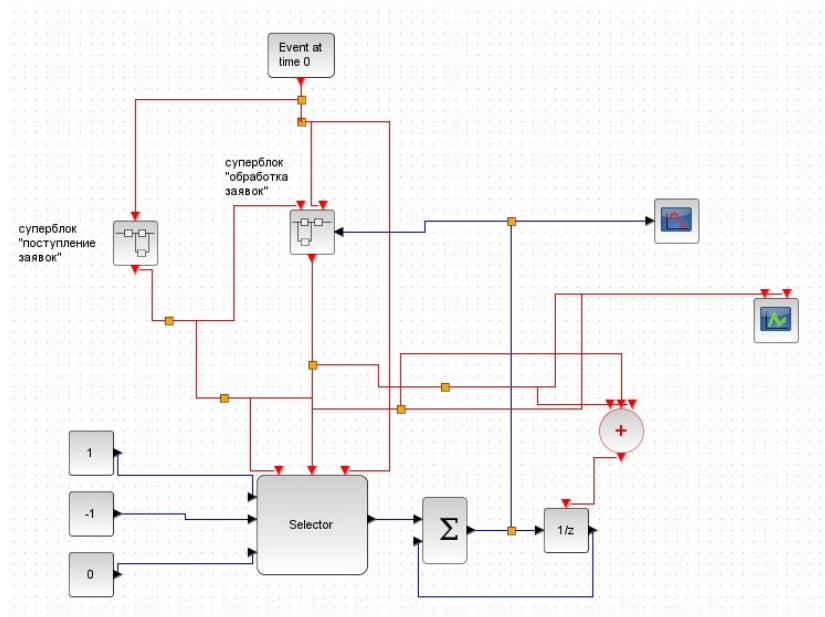 Event at
time 0
суперблок
"обработка
заявок"
суперблок
"поступление
заявок"
+
1
-1
Selector
Σ
1/z
0